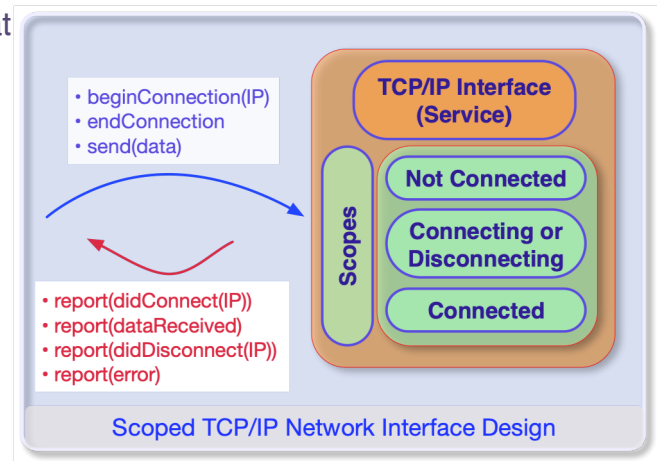 at
• beginConnection(IP)
• endConnection
• send(data)
TCP/IP Interface
(Service)
Scopes
Not Connected
Connecting or
Disconnecting
Connected
• report(didConnect(IP))
• report(dataReceived)
• report(didDisconnect(IP))
• report(error)
Scoped TCP/IP Network Interface Design